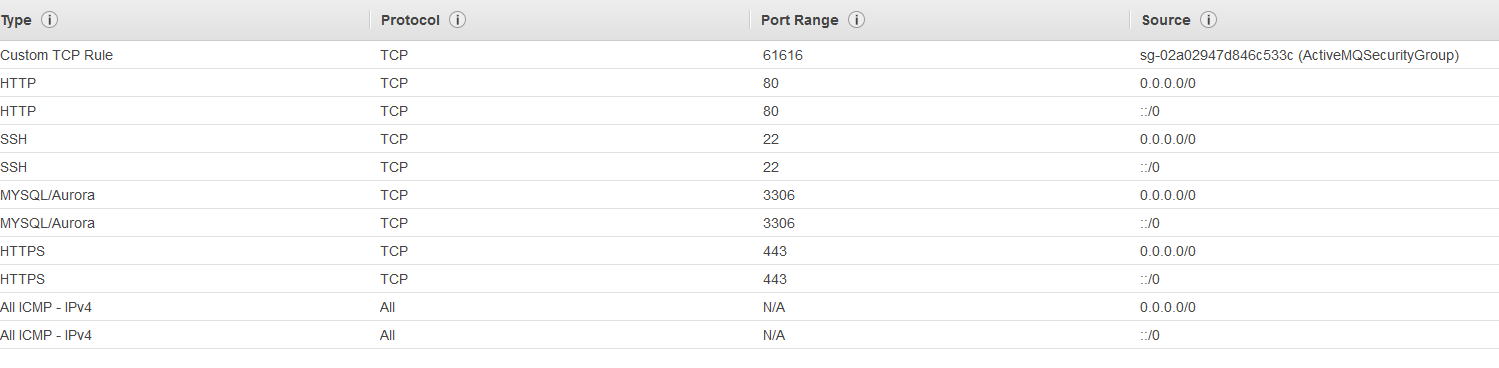 Type Protocol Port Range Source
Custom TCP Rule TCP 61616 sg-02a02947d846c533c (ActiveMQSecurityGroup)
HTTP TCP 80 0.0.0.0/0
HTTP TCP 80 ::/0
SSH TCP 22 0.0.0.0/0
SSH TCP 22 ::/0
MYSQL/Aurora TCP 3306 0.0.0.0/0
MYSQL/Aurora TCP 3306 ::/0
HTTPS TCP 443 0.0.0.0/0
HTTPS TCP 443 ::/0
All ICMP - IPv4 All N/A 0.0.0.0/0
All ICMP - IPv4 All N/A ::/0